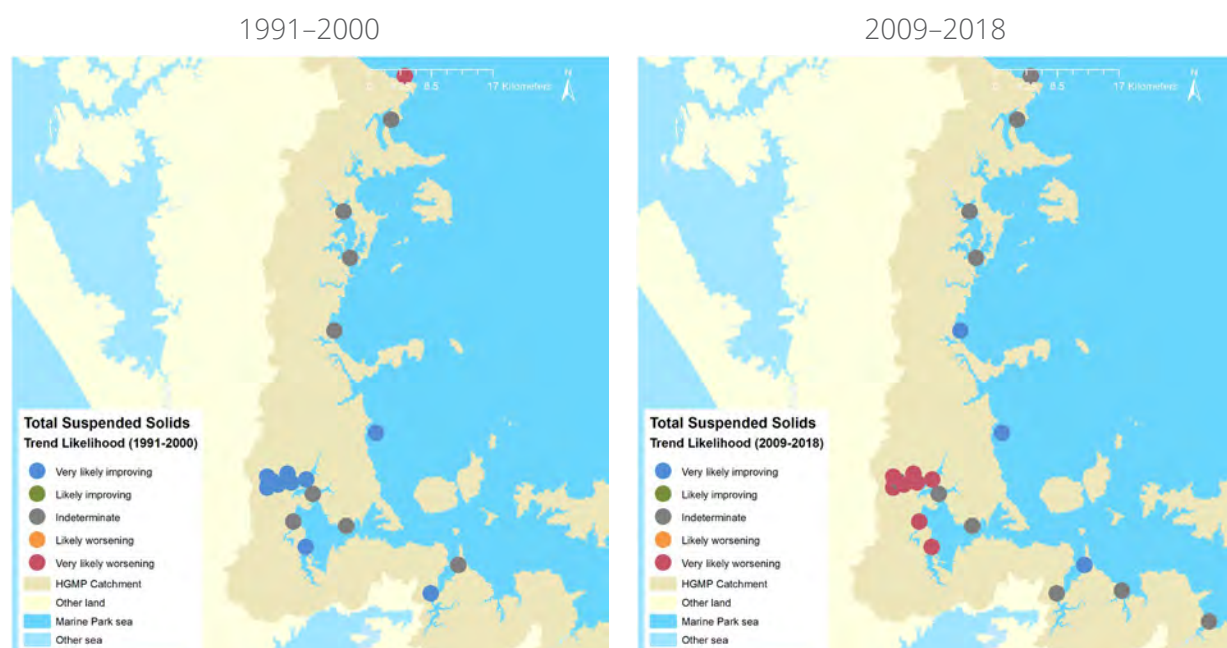 1991–2000
0
8.5
17 Kilometers
N
Total Suspended Solids
Trend Likelihood (1991-2000)
Very likely improving
Likely improving
Indeterminate
Likely worsening
Very likely worsening
HGMP Catchment
Other land
Marine Park sea
Other sea
2009–2018
0
8.5
17 Kilometers
N
Total Suspended Solids
Trend Likelihood (2009-2018)
Very likely improving
Likely improving
Indeterminate
Likely worsening
Very likely worsening
HGMP Catchment
Other land
Marine Park sea
Other sea